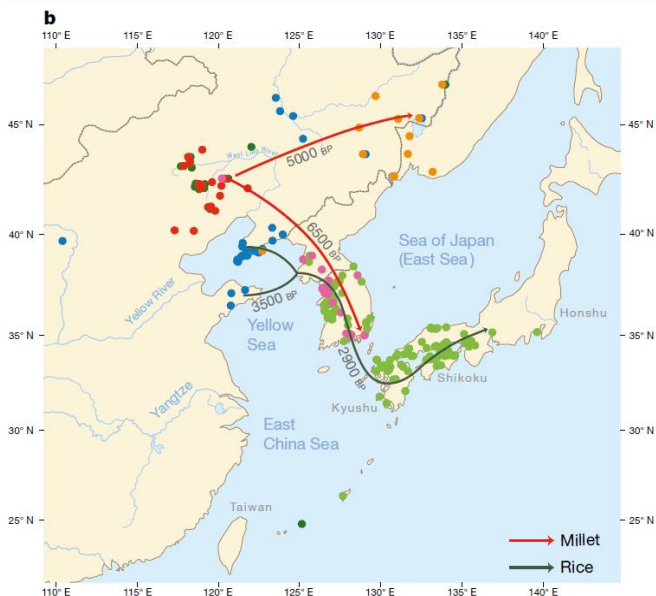 b
110° E 115° E 120° E 125° E 130° E 135° E 140° E
45° N
45° N
West Liao River
5000 BP
40° N
40° N
6500 BP
Sea of Japan
(East Sea)
Yellow River
3500 BP
Honshu
35° N
35° N
Yellow
Sea
2900 BP
Shikoku
Yangtze
Kyushu
30° N
30° N
East
China Sea
Taiwan
25° N
25° N
Millet
Rice
110° E 115° E 120° E 125° E 130° E 135° E 140° E